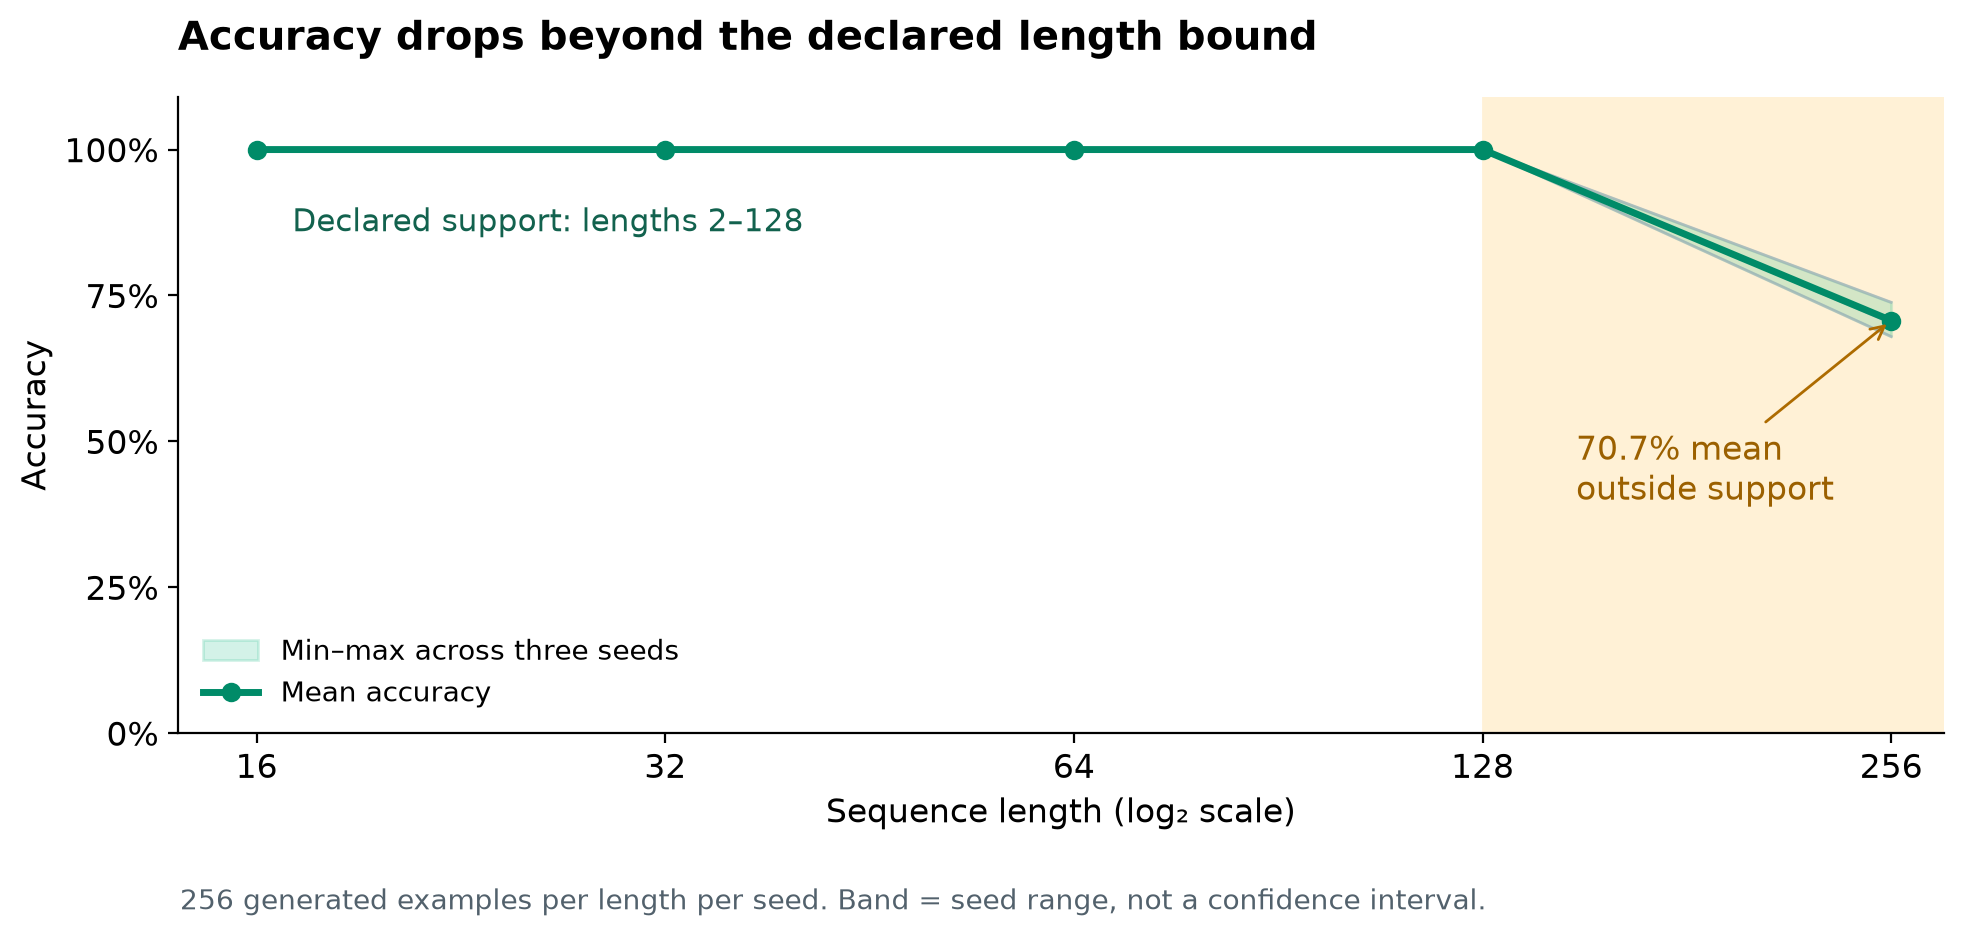 Accuracy drops beyond the declared length bound
100%
75%
50%
25%
0%
Accuracy
Declared support: lengths 2–128
70.7% mean
outside support
Min–max across three seeds
Mean accuracy
16 32 64 128 256
Sequence length (log₂ scale)
256 generated examples per length per seed. Band = seed range, not a confidence interval.